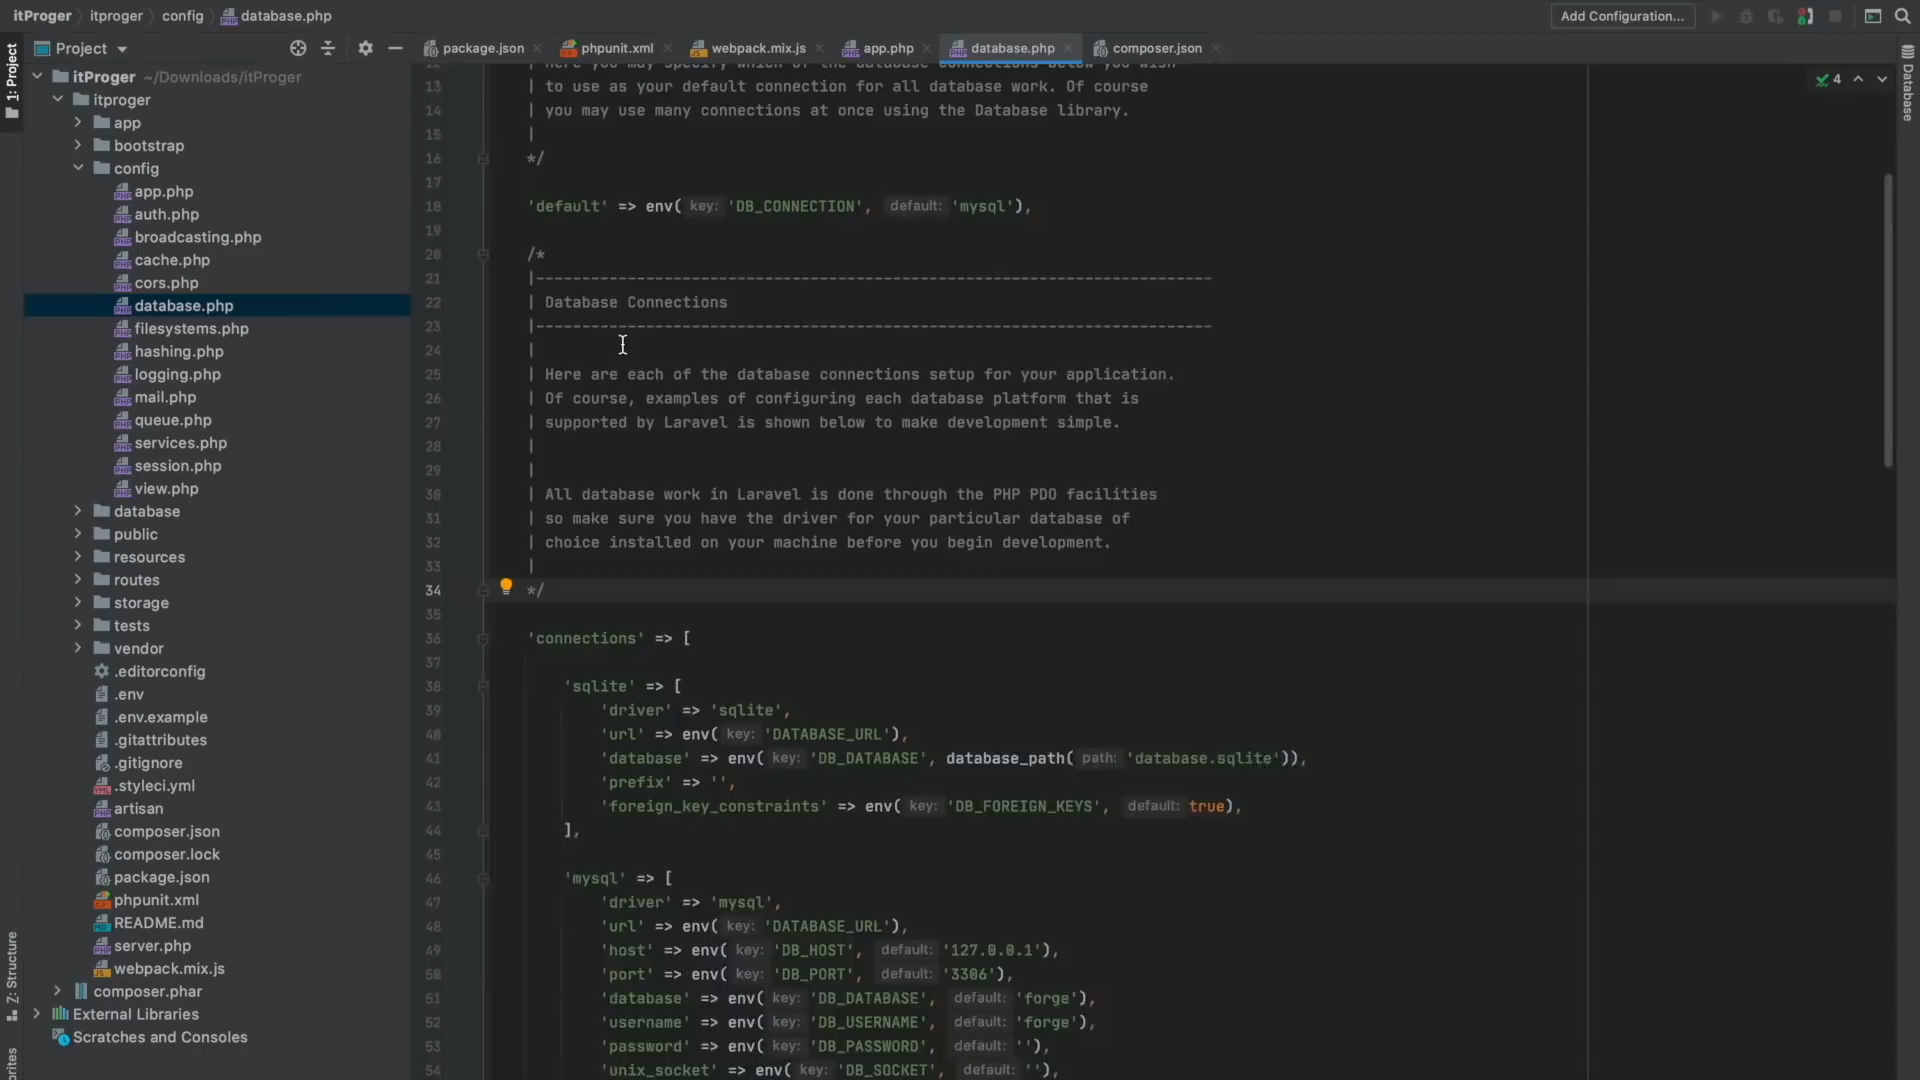 itProger itproger config database.php
Add Configuration...
1: Project
Project
package.json phpunit.xml webpack.mix.js app.php database.php composer.json
Database
4
itProger ~/Downloads/itProger
itproger
app
bootstrap
config
app.php
auth.php
broadcasting.php
cache.php
cors.php
database.php
filesystems.php
hashing.php
logging.php
mail.php
queue.php
services.php
session.php
view.php
database
public
resources
routes
storage
tests
vendor
.editorconfig
.env
.env.example
.gitattributes
.gitignore
.styleci.yml
artisan
composer.json
composer.lock
package.json
phpunit.xml
README.md
server.php
webpack.mix.js
composer.phar
External Libraries
Scratches and Consoles
Z: Structure
12 | Here you may specify which of the database connections below you wish
13 | to use as your default connection for all database work. Of course
14 | you may use many connections at once using the Database library.
15 |
16 */
17
18 'default' => env( key: 'DB_CONNECTION', default: 'mysql'),
19
20 /*
21 |--------------------------------------------------------------------------
22 | Database Connections
23 |--------------------------------------------------------------------------
24 |
25 | Here are each of the database connections setup for your application.
26 | Of course, examples of configuring each database platform that is
27 | supported by Laravel is shown below to make development simple.
28 |
29 |
30 | All database work in Laravel is done through the PHP PDO facilities
31 | so make sure you have the driver for your particular database of
32 | choice installed on your machine before you begin development.
33 |
34 */
35
36 'connections' => [
37
38 'sqlite' => [
39 'driver' => 'sqlite',
40 'url' => env( key: 'DATABASE_URL'),
41 'database' => env( key: 'DB_DATABASE', database_path( path: 'database.sqlite')),
42 'prefix' => '',
43 'foreign_key_constraints' => env( key: 'DB_FOREIGN_KEYS', default: true),
44 ],
45
46 'mysql' => [
47 'driver' => 'mysql',
48 'url' => env( key: 'DATABASE_URL'),
49 'host' => env( key: 'DB_HOST', default: '127.0.0.1'),
50 'port' => env( key: 'DB_PORT', default: '3306'),
51 'database' => env( key: 'DB_DATABASE', default: 'forge'),
52 'username' => env( key: 'DB_USERNAME', default: 'forge'),
53 'password' => env( key: 'DB_PASSWORD', default: ''),
54 'unix_socket' => env( key: 'DB_SOCKET', default: ''),